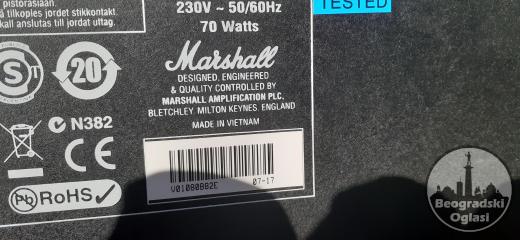 pistorasiaan.
til jordet stikkontakt.
kall anslutas till jordat uttag.
230V ~ 50/60Hz
70 Watts
TESTED
Marshall
DESIGNED, ENGINEERED
& QUALITY CONTROLLED BY
MARSHALL AMPLIFICATION PLC.
BLETCHLEY, MILTON KEYNES, ENGLAND
MADE IN VIETNAM
S T
20
N382
CE
Pb RoHS
07-17
Beogradski
Oglasi